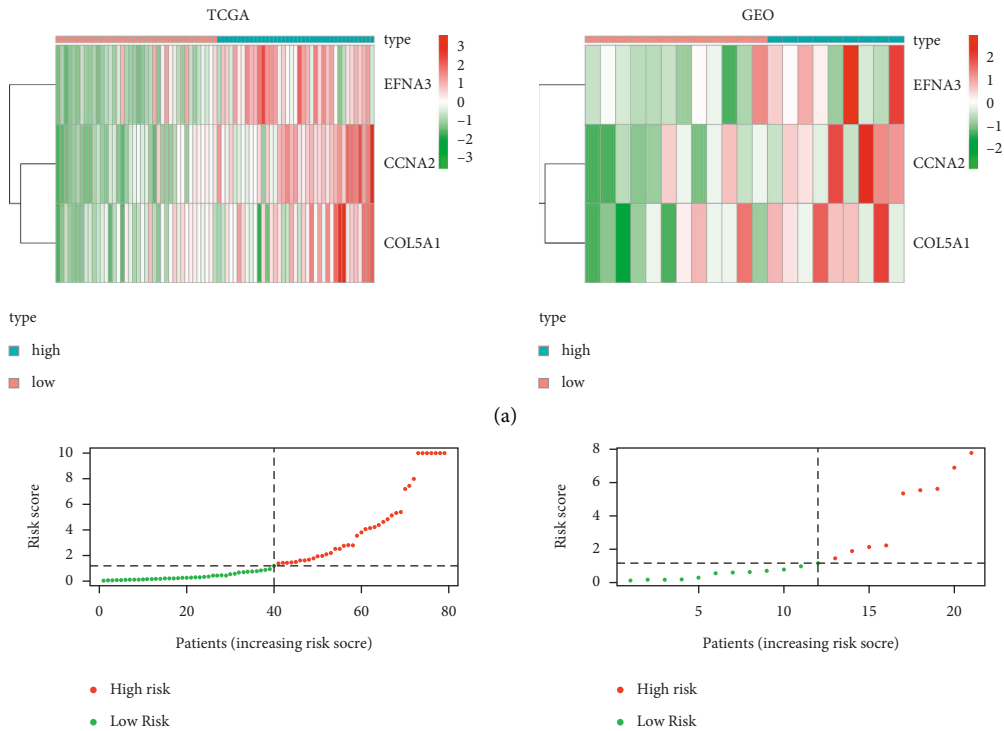 TCGA
type
3
2
1
0
−1
−2
−3
EFNA3
CCNA2
COL5A1
type
high
low
GEO
type
2
1
0
−1
−2
EFNA3
CCNA2
COL5A1
type
high
low
(a)
Risk score
10
8
6
4
2
0
0 20 40 60 80
Patients (increasing risk socre)
High risk
Low Risk
Risk score
8
6
4
2
0
5 10 15 20
Patients (increasing risk socre)
High risk
Low Risk